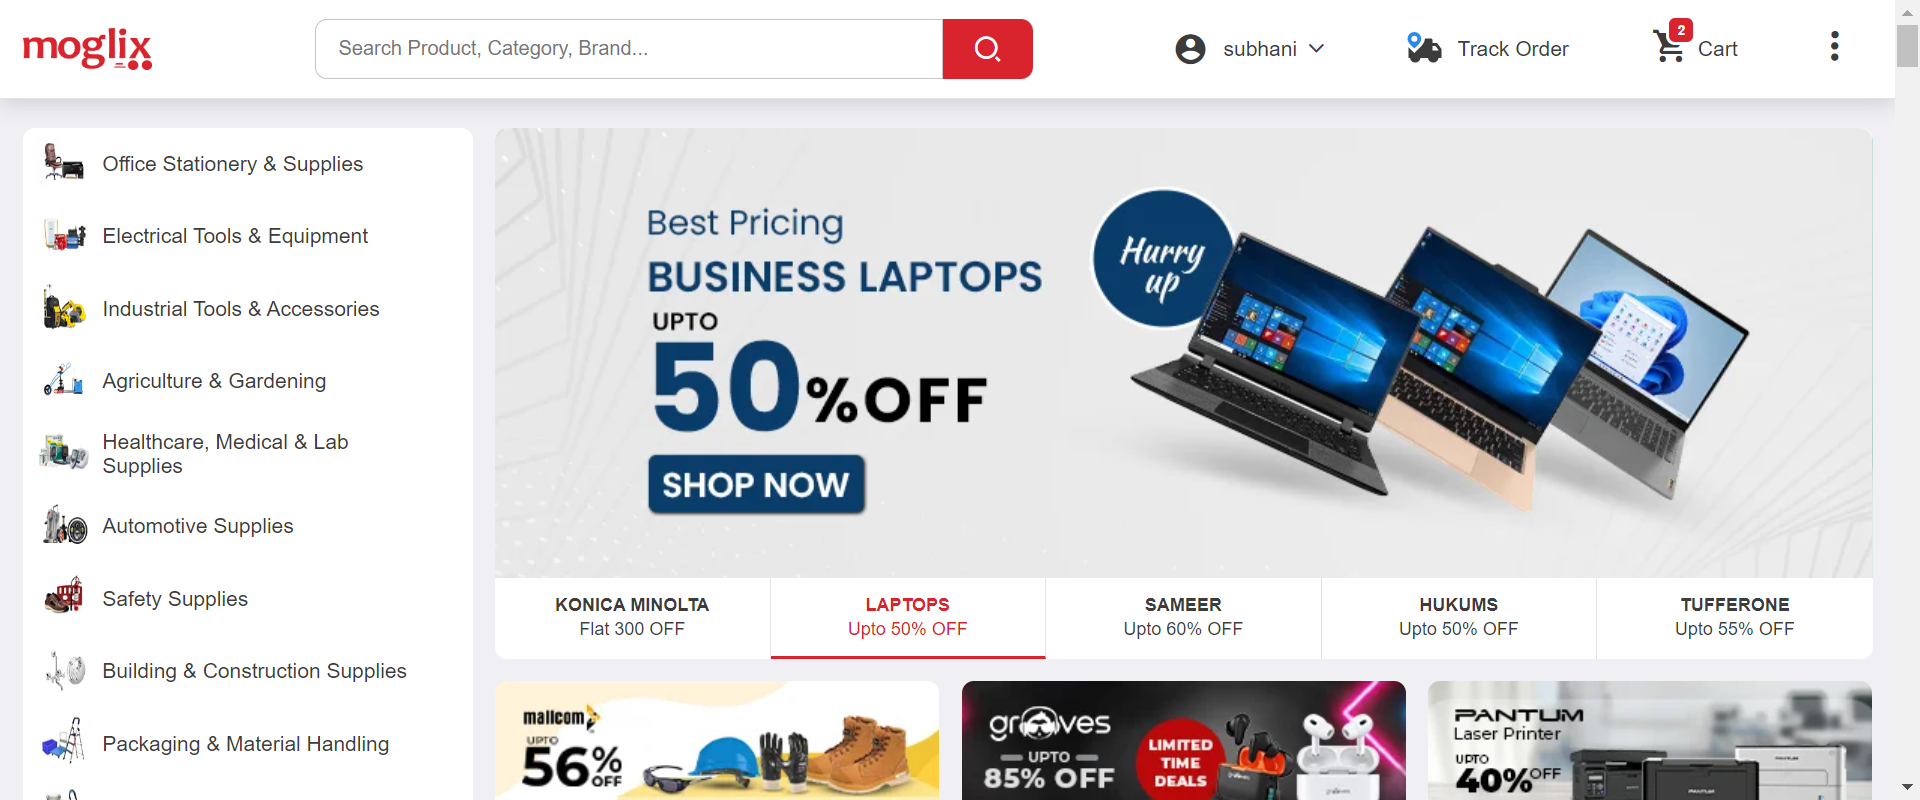 moglix
Search Product, Category, Brand...
subhani
Track Order
2
Cart
Office Stationery & Supplies
Electrical Tools & Equipment
Industrial Tools & Accessories
Agriculture & Gardening
Healthcare, Medical & Lab
Supplies
Automotive Supplies
Safety Supplies
Building & Construction Supplies
Packaging & Material Handling
Best Pricing
BUSINESS LAPTOPS
UPTO
50%OFF
SHOP NOW
Hurry
up
KONICA MINOLTA
Flat 300 OFF
LAPTOPS
Upto 50% OFF
SAMEER
Upto 60% OFF
HUKUMS
Upto 50% OFF
TUFFERONE
Upto 55% OFF
mallcom
UPTO
56% OFF
grooves
UPTO
85% OFF
LIMITED
TIME
DEALS
PANTUM
Laser Printer
UPTO
40% OFF